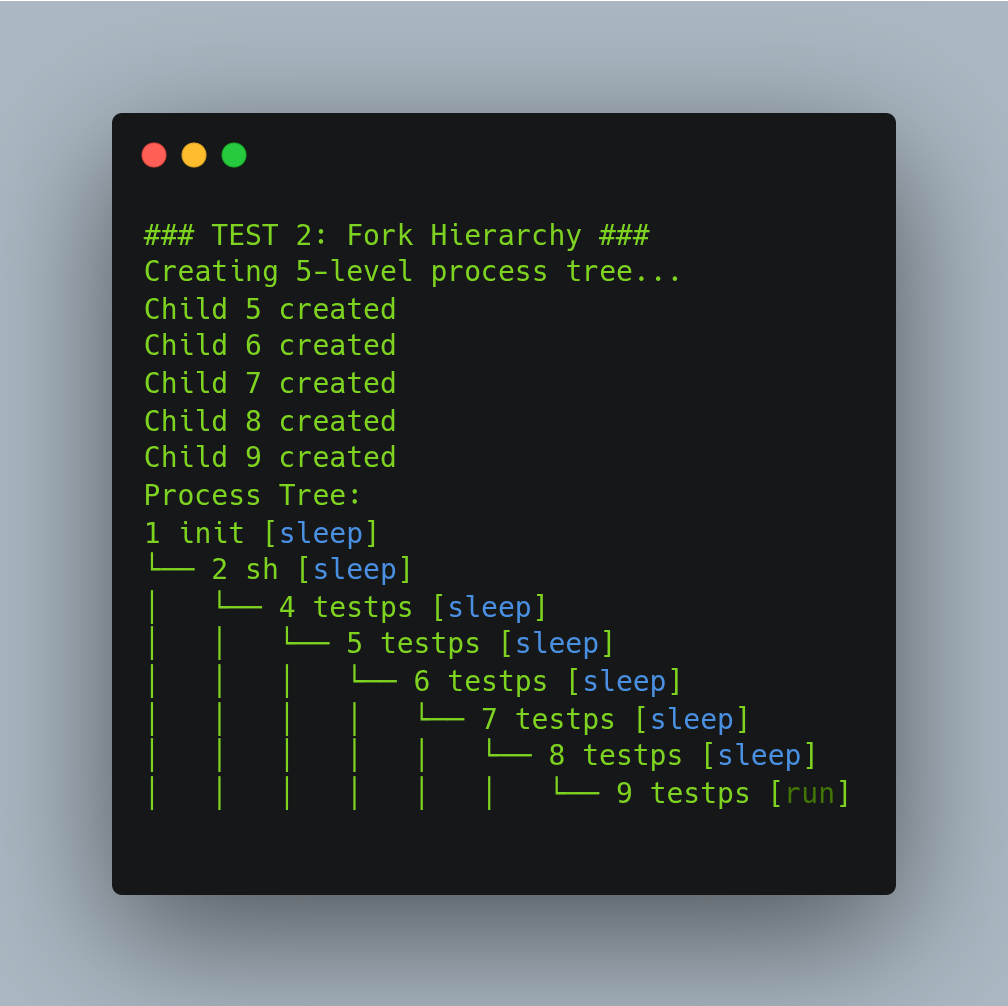 ### TEST 2: Fork Hierarchy ###
Creating 5-level process tree...
Child 5 created
Child 6 created
Child 7 created
Child 8 created
Child 9 created
Process Tree:
1 init [sleep]
└── 2 sh [sleep]
│   └── 4 testps [sleep]
│   │   └── 5 testps [sleep]
│   │   │   └── 6 testps [sleep]
│   │   │   │   └── 7 testps [sleep]
│   │   │   │   │   └── 8 testps [sleep]
│   │   │   │   │   │   └── 9 testps [run]